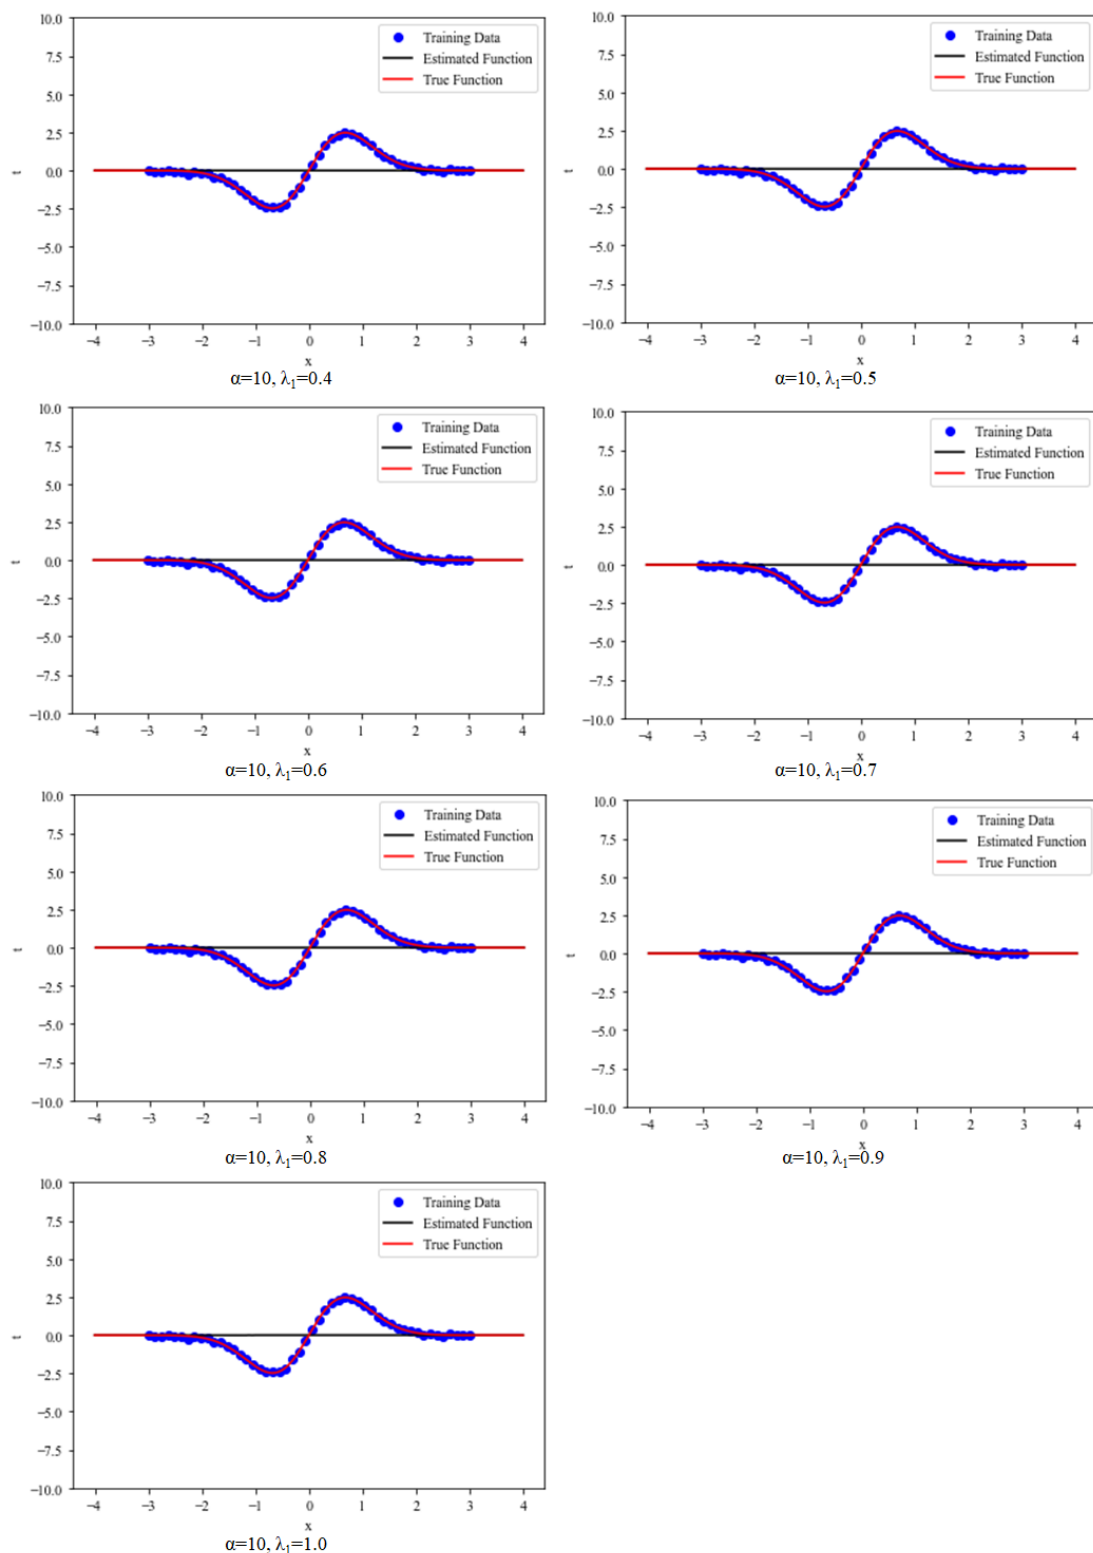 10.0
7.5
5.0
2.5
0.0
−2.5
−5.0
−7.5
−10.0
t
Training Data
Estimated Function
True Function
−4 −3 −2 −1 0 1 2 3 4
x
α=10, λ₁=0.4
10.0
7.5
5.0
2.5
0.0
−2.5
−5.0
−7.5
−10.0
t
Training Data
Estimated Function
True Function
−4 −3 −2 −1 0 1 2 3 4
x
α=10, λ₁=0.5
10.0
7.5
5.0
2.5
0.0
−2.5
−5.0
−7.5
−10.0
t
Training Data
Estimated Function
True Function
−4 −3 −2 −1 0 1 2 3 4
x
α=10, λ₁=0.6
10.0
7.5
5.0
2.5
0.0
−2.5
−5.0
−7.5
−10.0
t
Training Data
Estimated Function
True Function
−4 −3 −2 −1 0 1 2 3 4
x
α=10, λ₁=0.7
10.0
7.5
5.0
2.5
0.0
−2.5
−5.0
−7.5
−10.0
t
Training Data
Estimated Function
True Function
−4 −3 −2 −1 0 1 2 3 4
x
α=10, λ₁=0.8
10.0
7.5
5.0
2.5
0.0
−2.5
−5.0
−7.5
−10.0
t
Training Data
Estimated Function
True Function
−4 −3 −2 −1 0 1 2 3 4
x
α=10, λ₁=0.9
10.0
7.5
5.0
2.5
0.0
−2.5
−5.0
−7.5
−10.0
t
Training Data
Estimated Function
True Function
−4 −3 −2 −1 0 1 2 3 4
x
α=10, λ₁=1.0